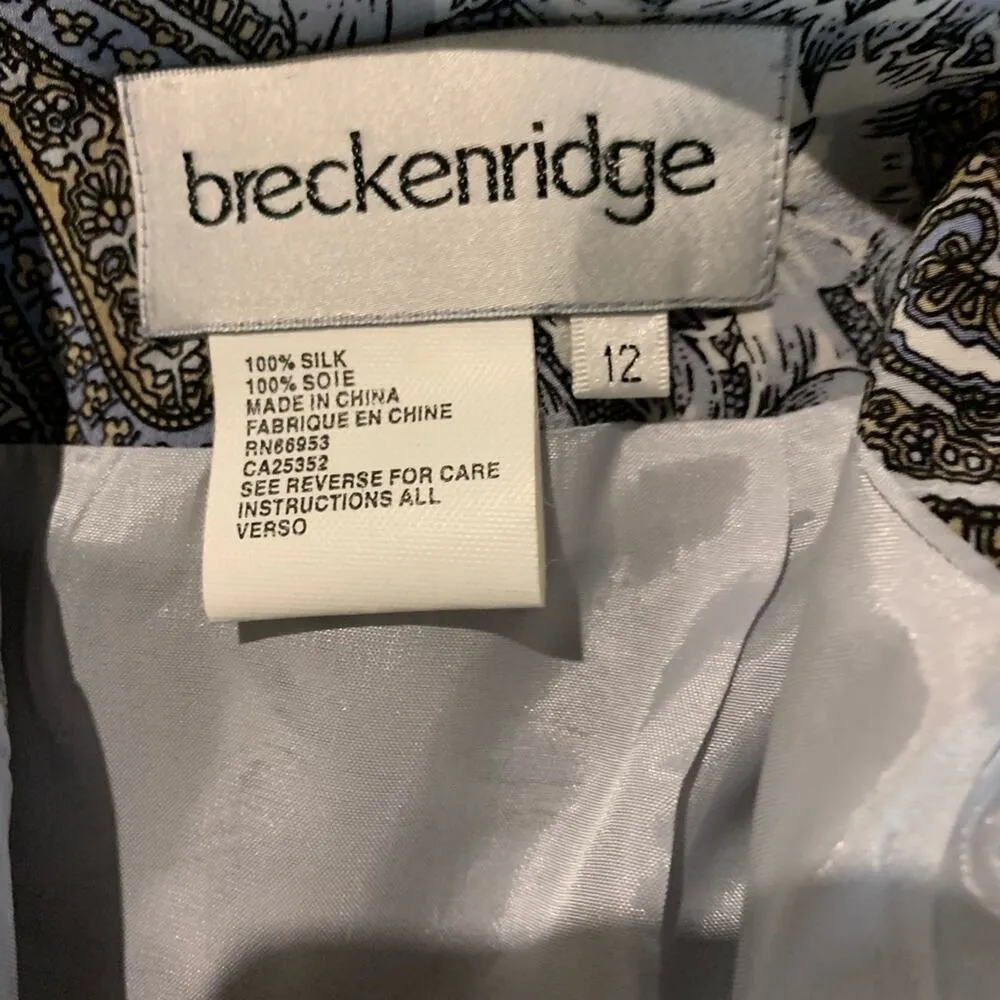 breckenridge
12
100% SILK
100% SOIE
MADE IN CHINA
FABRIQUE EN CHINE
RN66953
CA25352
SEE REVERSE FOR CARE
INSTRUCTIONS ALL
VERSO